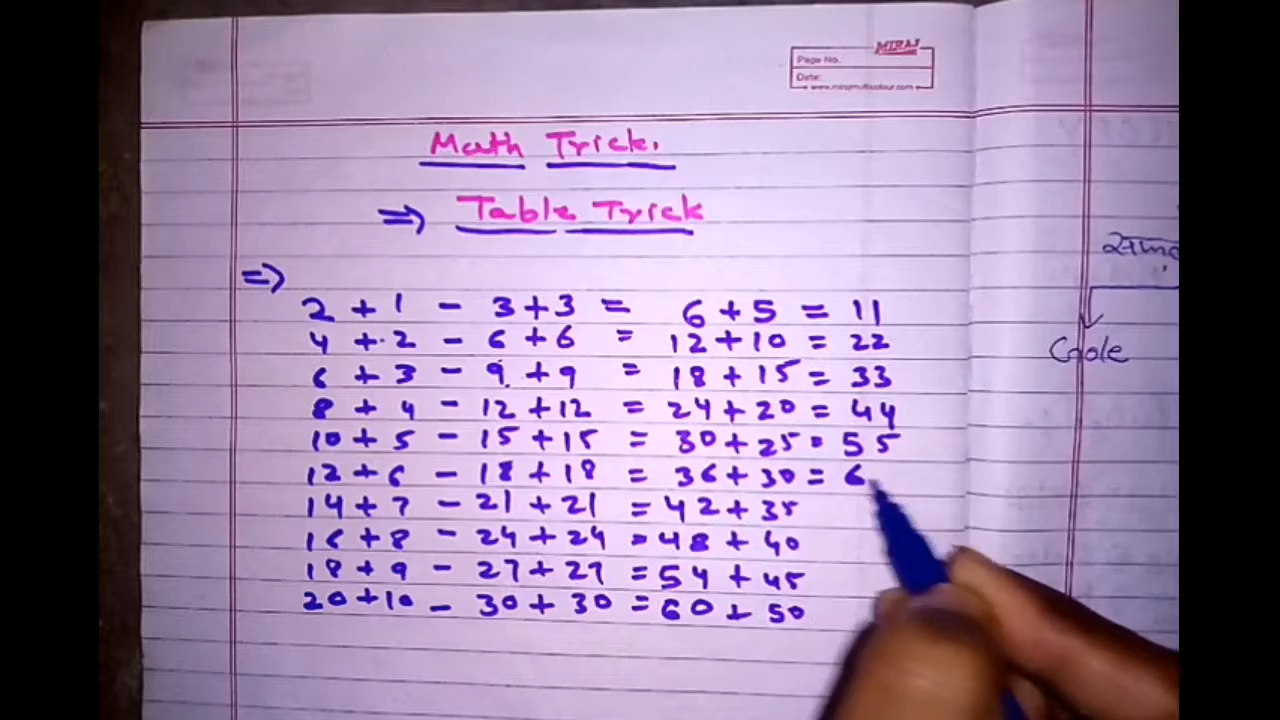 MIRAJ
Page No.
Date:
www.mirajmulticolour.com
Math Trick.
⇒ Table Trick
⇒
2 + 1 - 3 + 3 = 6 + 5 = 11
4 + 2 - 6 + 6 = 12 + 10 = 22
6 + 3 - 9 + 9 = 18 + 15 = 33
8 + 4 - 12 + 12 = 24 + 20 = 44
10 + 5 - 15 + 15 = 30 + 25 = 55
12 + 6 - 18 + 18 = 36 + 30 = 6
14 + 7 - 21 + 21 = 42 + 35
16 + 8 - 24 + 24 = 48 + 40
18 + 9 - 27 + 27 = 54 + 45
20 + 10 - 30 + 30 = 60 + 50